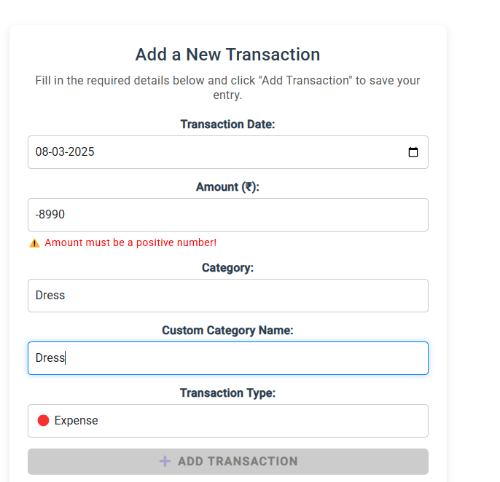 Add a New Transaction
Fill in the required details below and click "Add Transaction" to save your
entry.
Transaction Date:
08-03-2025
Amount (₹):
-8990
⚠ Amount must be a positive number!
Category:
Dress
Custom Category Name:
Dress
Transaction Type:
🔴 Expense
+ ADD TRANSACTION